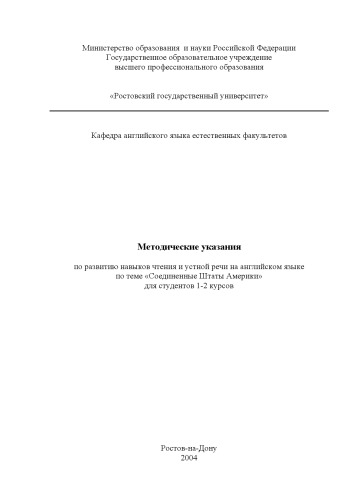 Министерство образования и науки Российской Федерации
Государственное образовательное учреждение
высшего профессионального образования
«Ростовский государственный университет»
Кафедра английского языка естественных факультетов
Методические указания
по развитию навыков чтения и устной речи на английском языке
по теме «Соединенные Штаты Америки»
для студентов 1-2 курсов
Ростов-на-Дону
2004